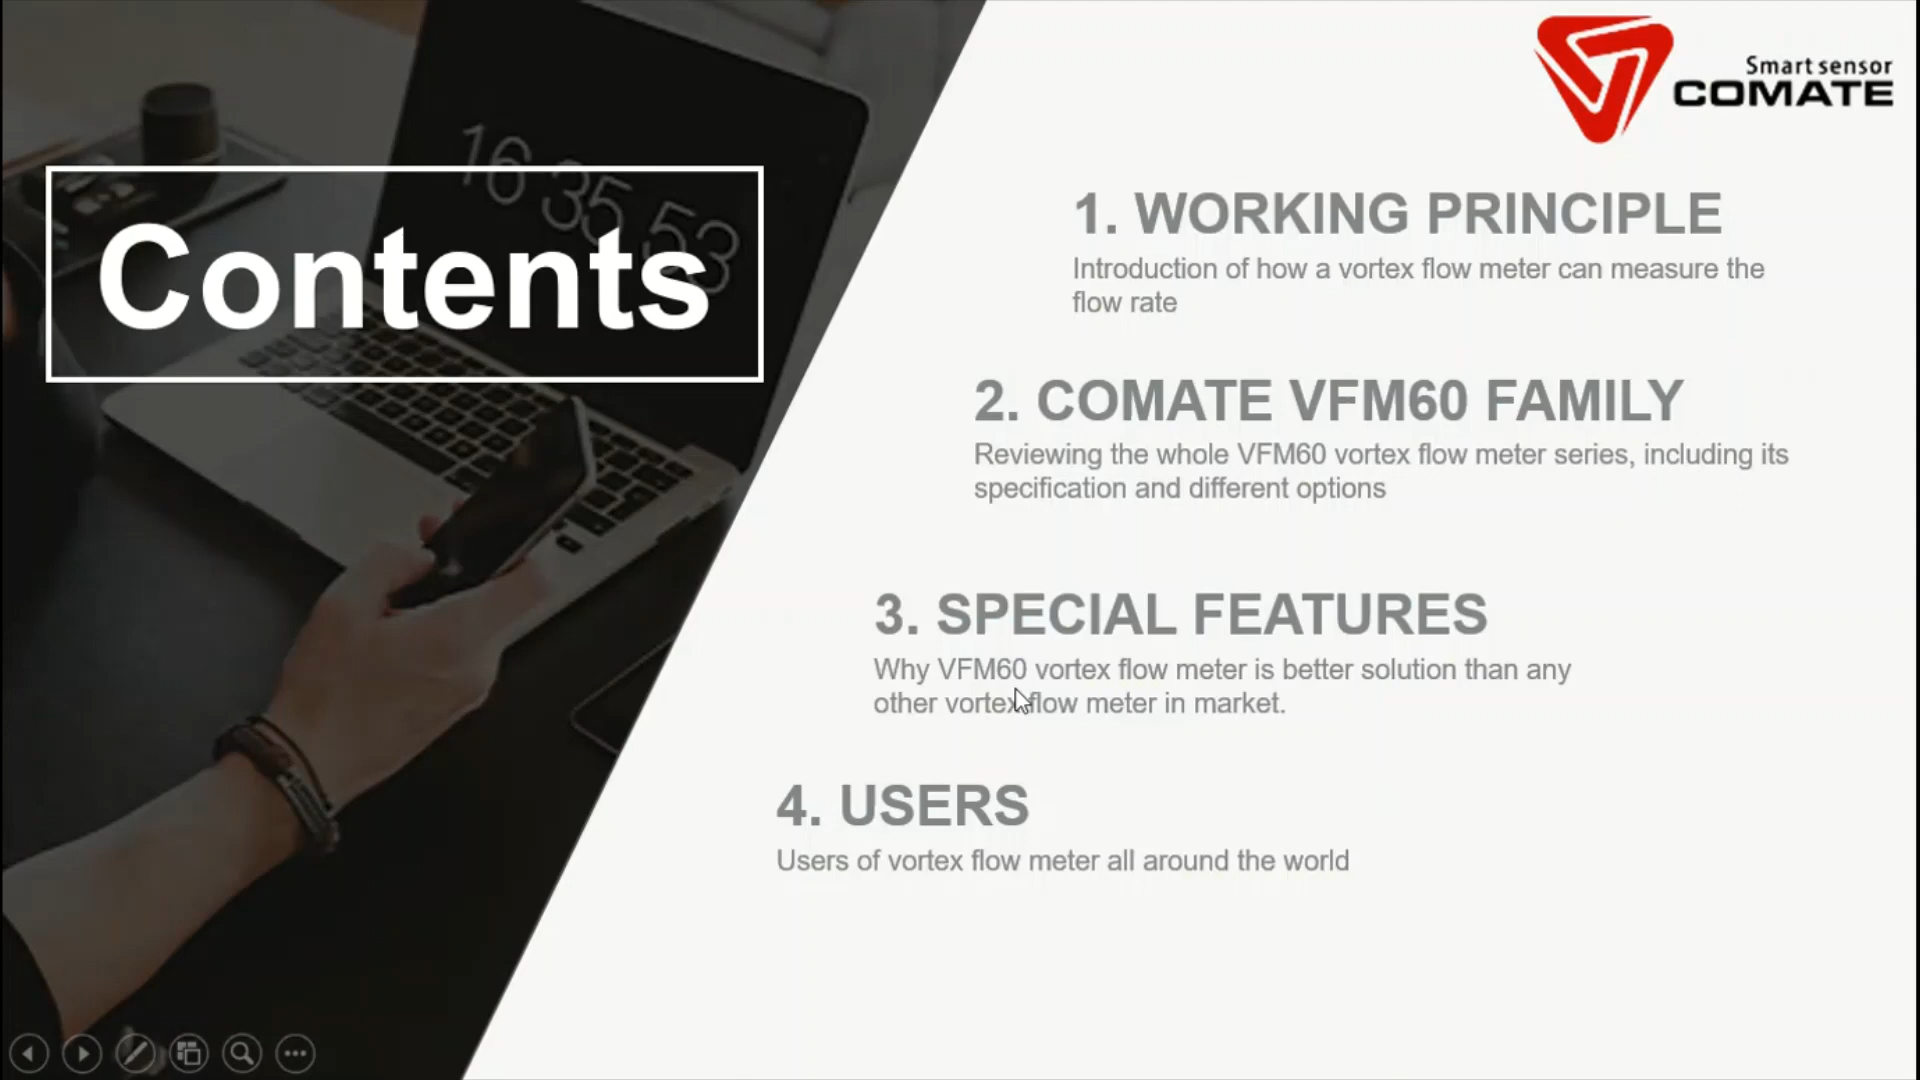 Smart sensor
COMATE
16 35 53
Contents
1. WORKING PRINCIPLE
Introduction of how a vortex flow meter can measure the
flow rate
2. COMATE VFM60 FAMILY
Reviewing the whole VFM60 vortex flow meter series, including its
specification and different options
3. SPECIAL FEATURES
Why VFM60 vortex flow meter is better solution than any
other vortex flow meter in market.
4. USERS
Users of vortex flow meter all around the world